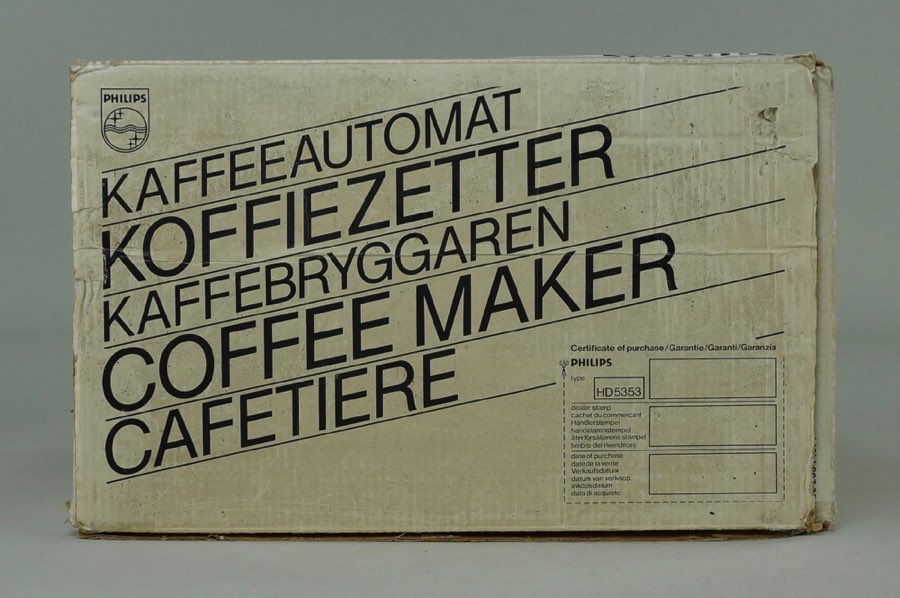 PHILIPS
KAFFEEAUTOMAT
KOFFIEZETTER
KAFFEBRYGGAREN
COFFEE MAKER
CAFETIERE
Certificate of purchase/Garantie/Garanti/Garanzia
PHILIPS
type
HD5353
dealer stamp
cachet du commercant
Händlerstempel
handelarenstempel
återförsäljarens stämpel
timbro del rivenditore
date of purchase
date de la vente
Verkaufsdatum
datum van verkoop
inköpsdatum
data di acquisto